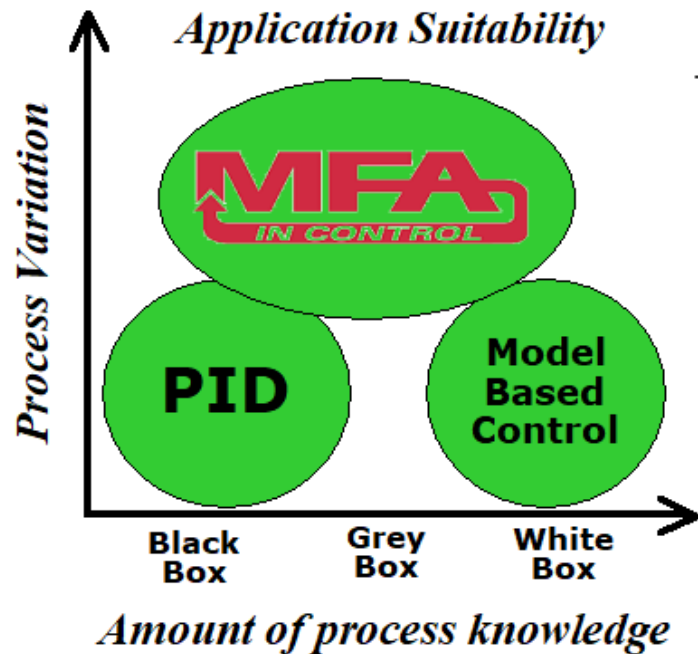 Application Suitability
Process Variation
MFA
IN CONTROL
PID
Model
Based
Control
Black
Box
Grey
Box
White
Box
Amount of process knowledge